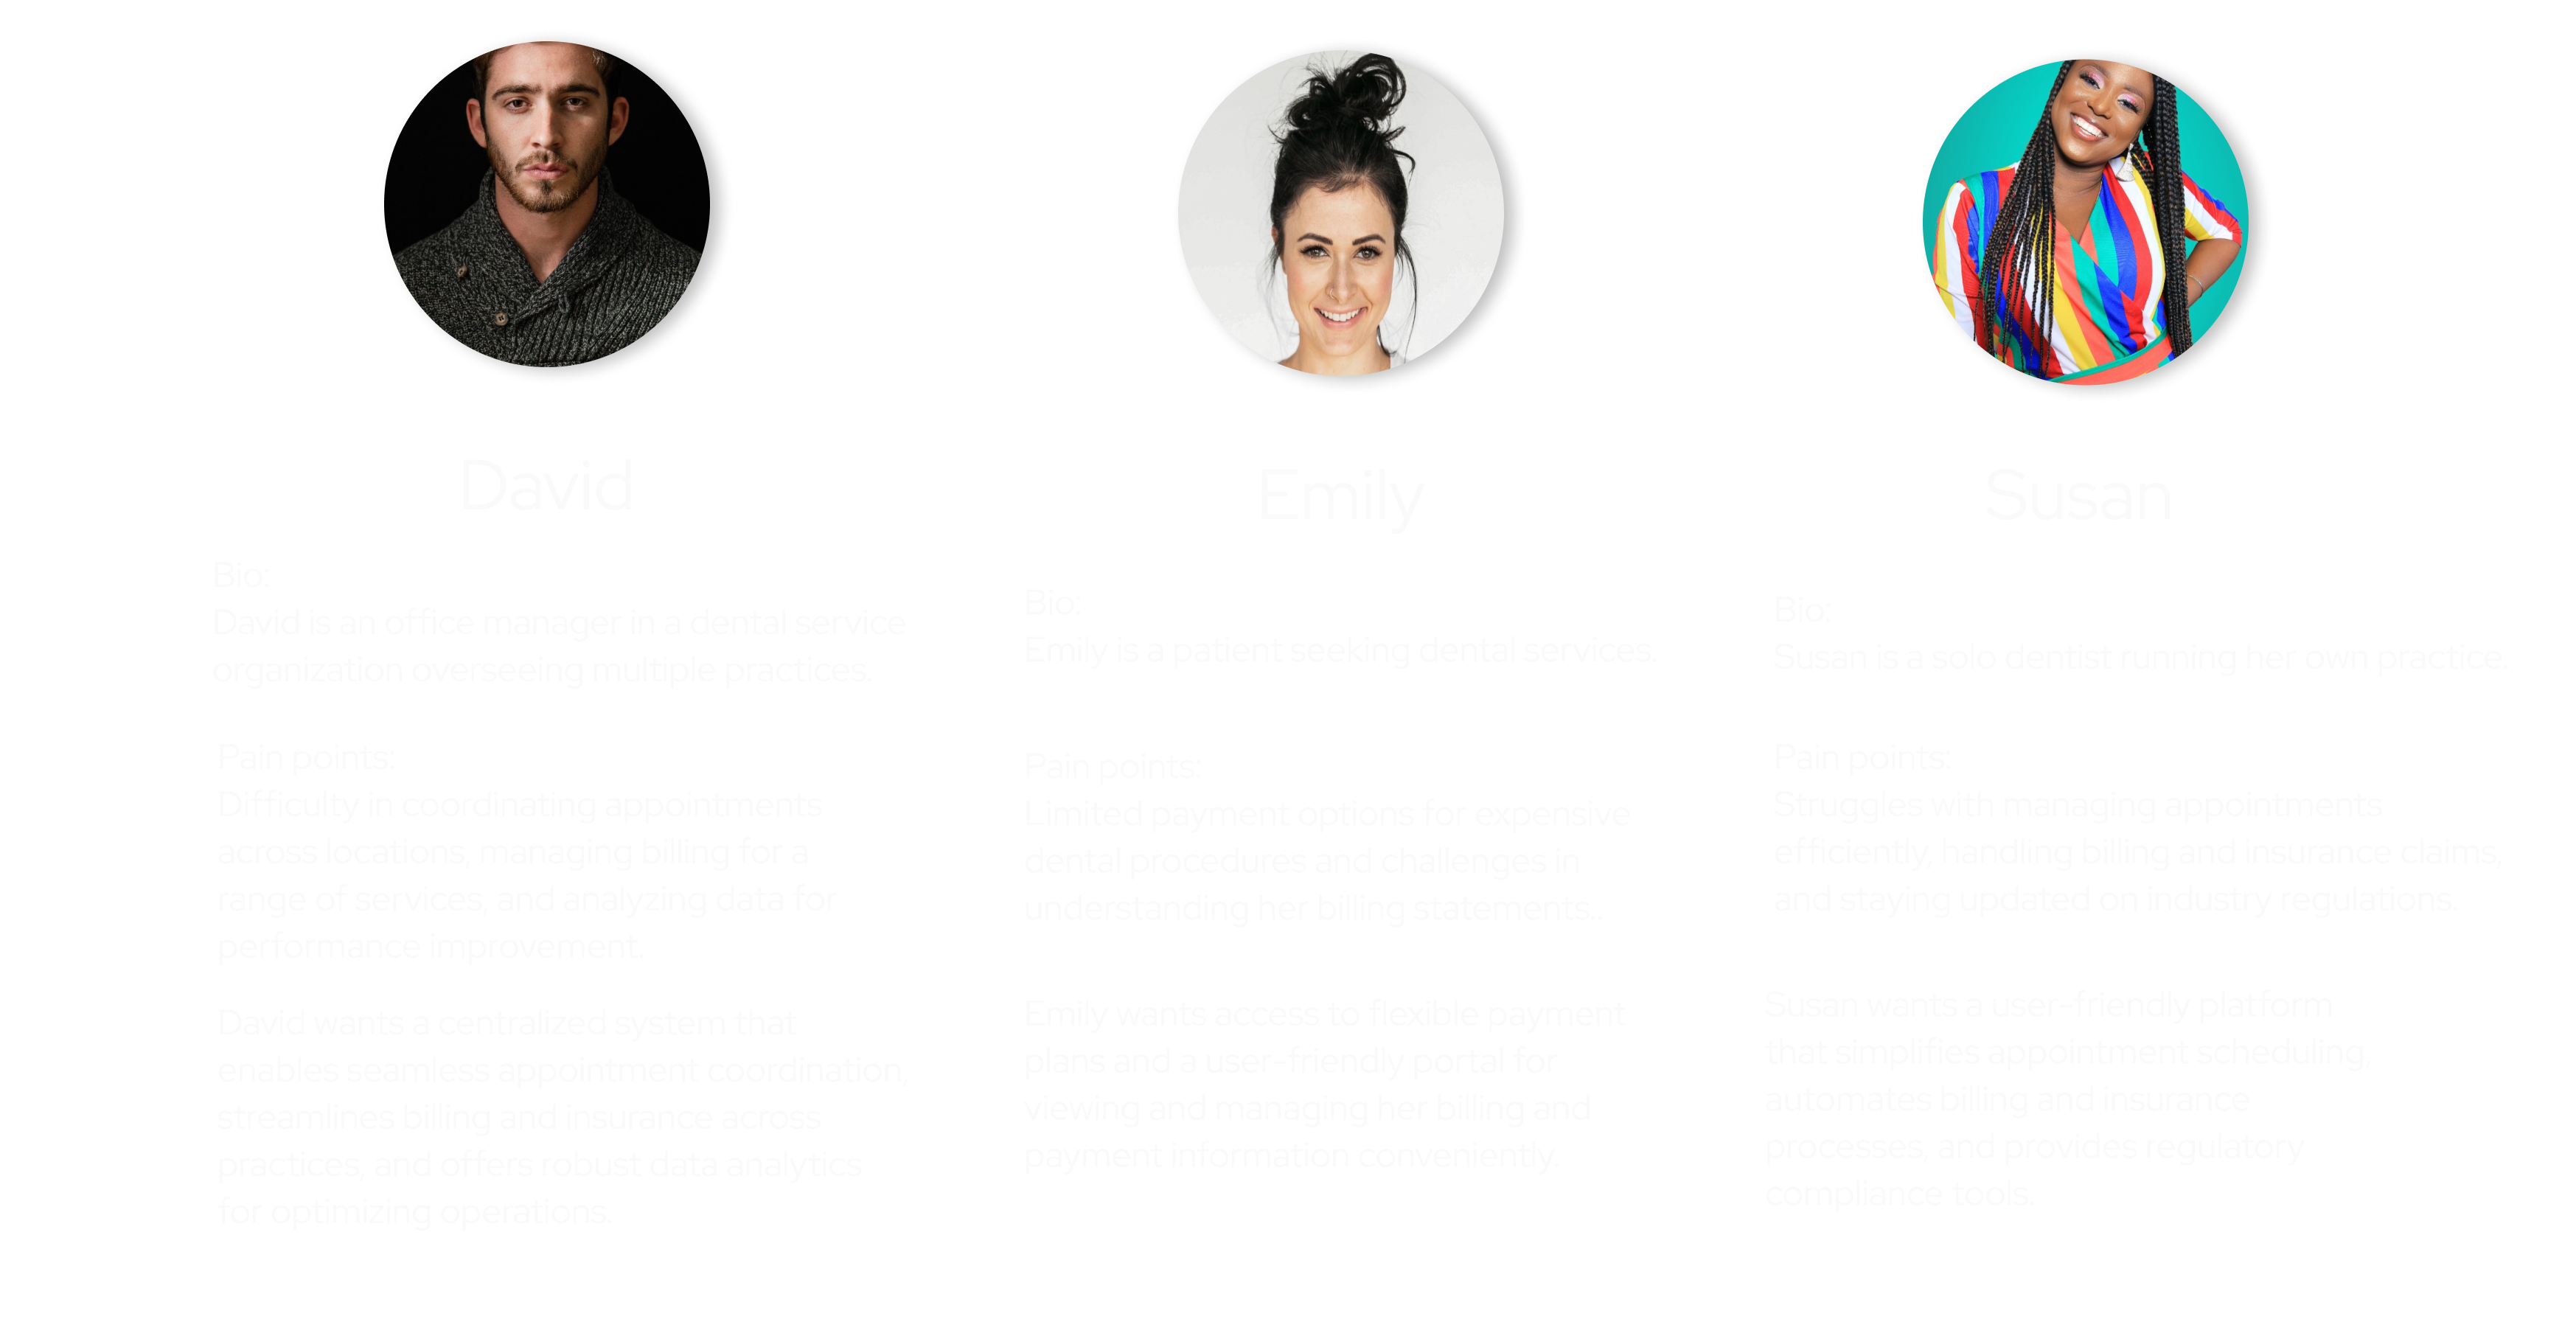 David
Bio:
David is an office manager in a dental service
organization overseeing multiple practices.
Pain points:
Difficulty in coordinating appointments
across locations, managing billing for a
range of services, and analyzing data for
performance improvement.
David wants a centralized system that
enables seamless appointment coordination,
streamlines billing and insurance across
practices, and offers robust data analytics
for optimizing operations.
Emily
Bio:
Emily is a patient seeking dental services.
Pain points:
Limited payment options for expensive
dental procedures and challenges in
understanding her billing statements..
Emily wants access to flexible payment
plans and a user-friendly portal for
viewing and managing her billing and
payment information conveniently.
Susan
Bio:
Susan is a solo dentist running her own practice.
Pain points:
Struggles with managing appointments
efficiently, handling billing and insurance claims,
and staying updated on industry regulations.
Susan wants a user-friendly platform
that simplifies appointment scheduling,
automates billing and insurance
processes, and provides regulatory
compliance tools.